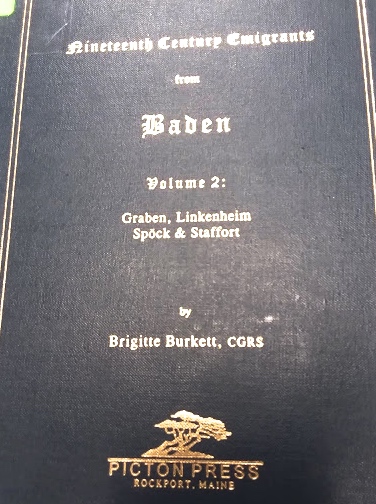 Nineteenth Century Emigrants
from
Baden
Volume 2:
Graben, Linkenheim
Spöck & Staffort
by
Brigitte Burkett, CGRS
PICTON PRESS
ROCKPORT, MAINE